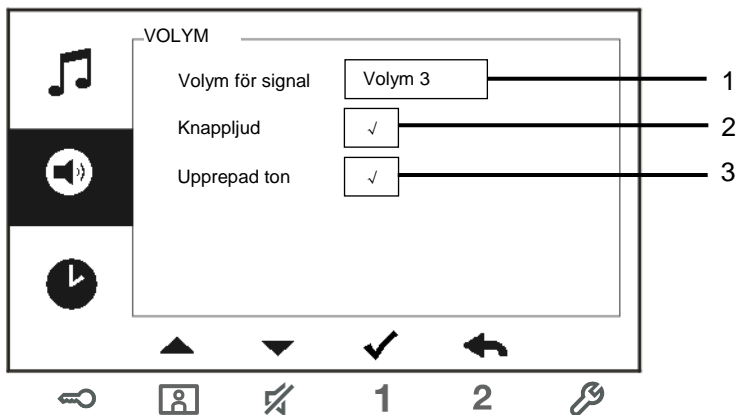 VOLYM
Volym för signal Volym 3 1
Knappljud √ 2
Upprepad ton √ 3
1 2